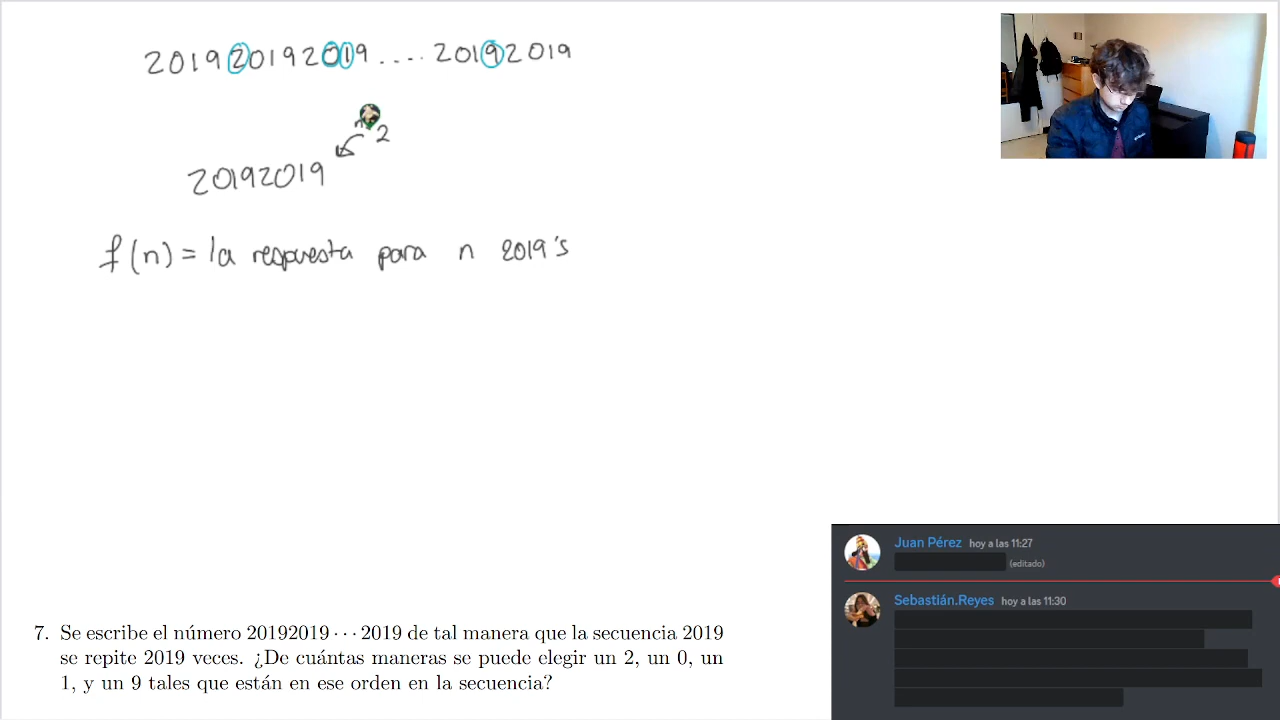 201920192019....20192019
2
20192019
f(n) = la respuesta para n 2019's
Juan Pérez hoy a las 11:27
(editado)
Sebastián.Reyes hoy a las 11:30
7. Se escribe el número 20192019⋯2019 de tal manera que la secuencia 2019
se repite 2019 veces. ¿De cuántas maneras se puede elegir un 2, un 0, un
1, y un 9 tales que están en ese orden en la secuencia?